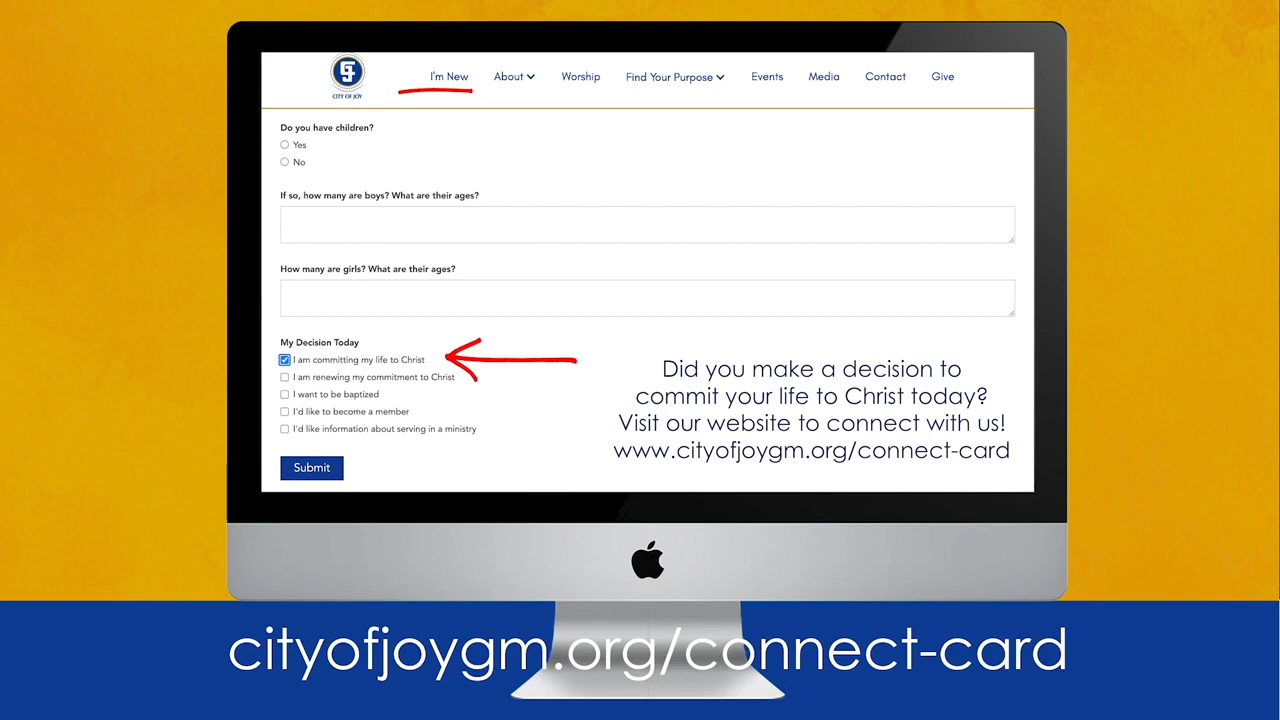 CITY OF JOY
I'm New About Worship Find Your Purpose Events Media Contact Give
Do you have children?
Yes
No
If so, how many are boys? What are their ages?
How many are girls? What are their ages?
My Decision Today
I am committing my life to Christ
I am renewing my commitment to Christ
I want to be baptized
I'd like to become a member
I'd like information about serving in a ministry
Submit
Did you make a decision to
commit your life to Christ today?
Visit our website to connect with us!
www.cityofjoygm.org/connect-card
cityofjoygm.org/connect-card